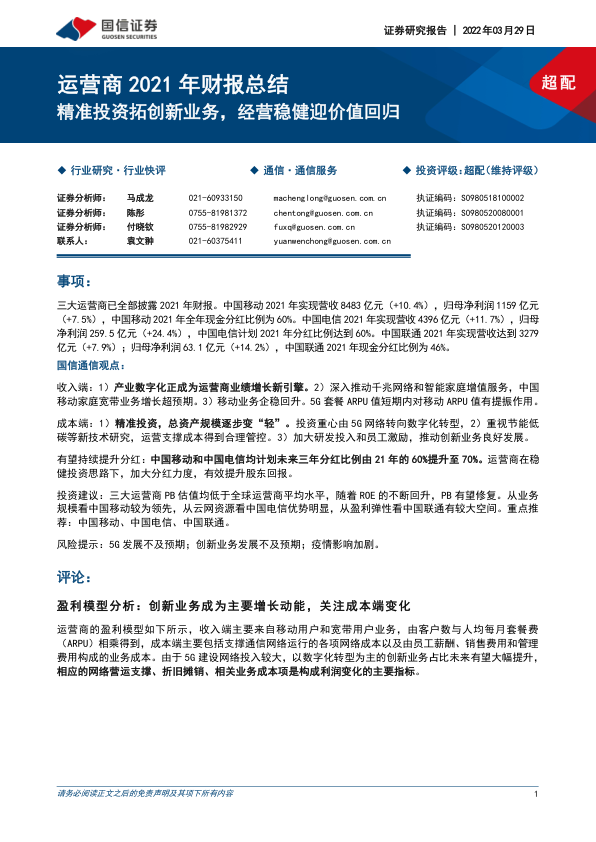 国信证券
GUOSEN SECURITIES
证券研究报告 | 2022年03月29日
运营商 2021 年财报总结
超配
精准投资拓创新业务，经营稳健迎价值回归
◆ 行业研究·行业快评
◆ 通信·通信服务
◆ 投资评级：超配（维持评级）
证券分析师： 马成龙 021-60933150 machenglong@guosen.com.cn 执证编码：S0980518100002
证券分析师： 陈彤 0755-81981372 chentong@guosen.com.cn 执证编码：S0980520080001
证券分析师： 付晓钦 0755-81982929 fuxq@guosen.com.cn 执证编码：S0980520120003
联系人： 袁文翀 021-60375411 yuanwenchong@guosen.com.cn
事项：
三大运营商已全部披露 2021 年财报。中国移动 2021 年实现营收 8483 亿元（+10.4%），归母净利润 1159 亿元
（+7.5%），中国移动 2021 年全年现金分红比例为 60%。中国电信 2021 年实现营收 4396 亿元（+11.7%），归母
净利润 259.5 亿元（+24.4%），中国电信计划 2021 年分红比例达到 60%。中国联通 2021 年实现营收达到 3279
亿元（+7.9%）；归母净利润 63.1 亿元（+14.2%），中国联通 2021 年现金分红比例为 46%。
国信通信观点：
收入端：1）产业数字化正成为运营商业绩增长新引擎。2）深入推动千兆网络和智能家庭增值服务，中国
移动家庭宽带业务增长超预期。3）移动业务企稳回升。5G 套餐 ARPU 值短期内对移动 ARPU 值有提振作用。
成本端：1）精准投资，总资产规模逐步变“轻”。投资重心由 5G 网络转向数字化转型，2）重视节能低
碳等新技术研究，运营支撑成本得到合理管控。3）加大研发投入和员工激励，推动创新业务良好发展。
有望持续提升分红：中国移动和中国电信均计划未来三年分红比例由 21 年的 60%提升至 70%。运营商在稳
健投资思路下，加大分红力度，有效提升股东回报。
投资建议：三大运营商 PB 估值均低于全球运营商平均水平，随着 ROE 的不断回升，PB 有望修复。从业务
规模看中国移动较为领先，从云网资源看中国电信优势明显，从盈利弹性看中国联通有较大空间。重点推
荐：中国移动、中国电信、中国联通。
风险提示：5G 发展不及预期；创新业务发展不及预期；疫情影响加剧。
评论：
盈利模型分析：创新业务成为主要增长动能，关注成本端变化
运营商的盈利模型如下所示，收入端主要来自移动用户和宽带用户业务，由客户数与人均每月套餐费
（ARPU）相乘得到，成本端主要包括支撑通信网络运行的各项网络成本以及由员工薪酬、销售费用和管理
费用构成的业务成本。由于 5G 建设网络投入较大，以数字化转型为主的创新业务占比未来有望大幅提升，
相应的网络营运支撑、折旧摊销、相关业务成本项是构成利润变化的主要指标。
请务必阅读正文之后的免责声明及其项下所有内容
1